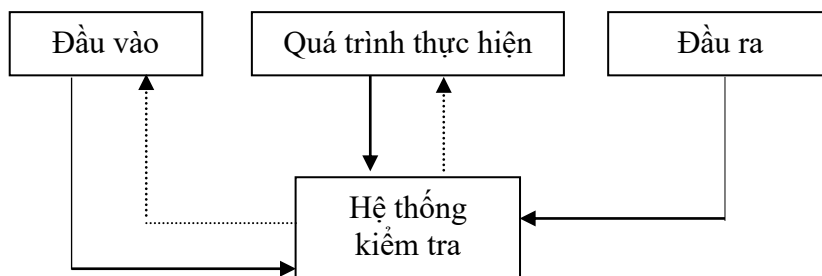 Đầu vào
Quá trình thực hiện
Đầu ra
Hệ thống
kiểm tra